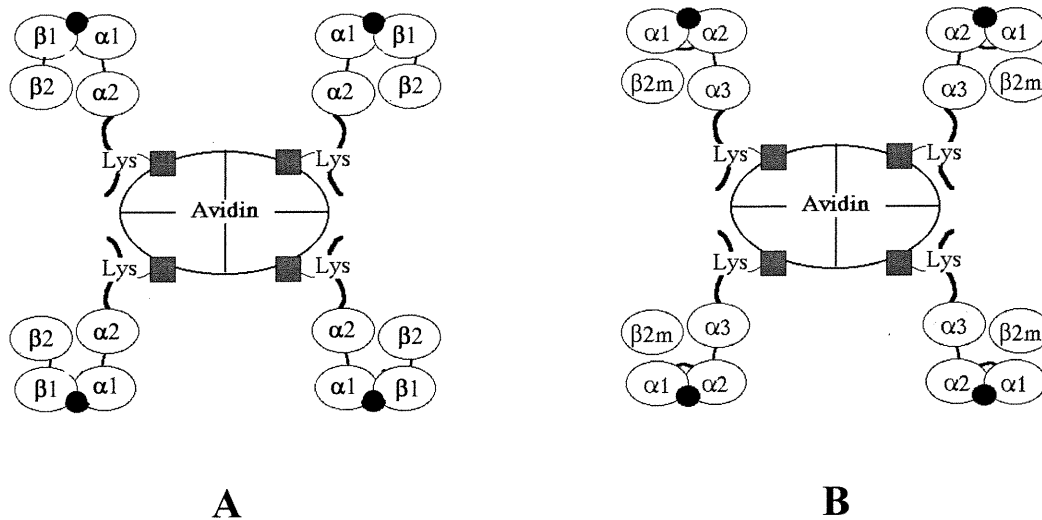 β1 α1 α1 β1 α1 α2 α2 α1
β2 α2 α2 β2 β2m α3 α3 β2m
Lys Lys Lys Lys
Avidin Avidin
Lys Lys Lys Lys
β2 α2 α2 β2 β2m α3 α3 β2m
β1 α1 α1 β1 α1 α2 α2 α1
A B